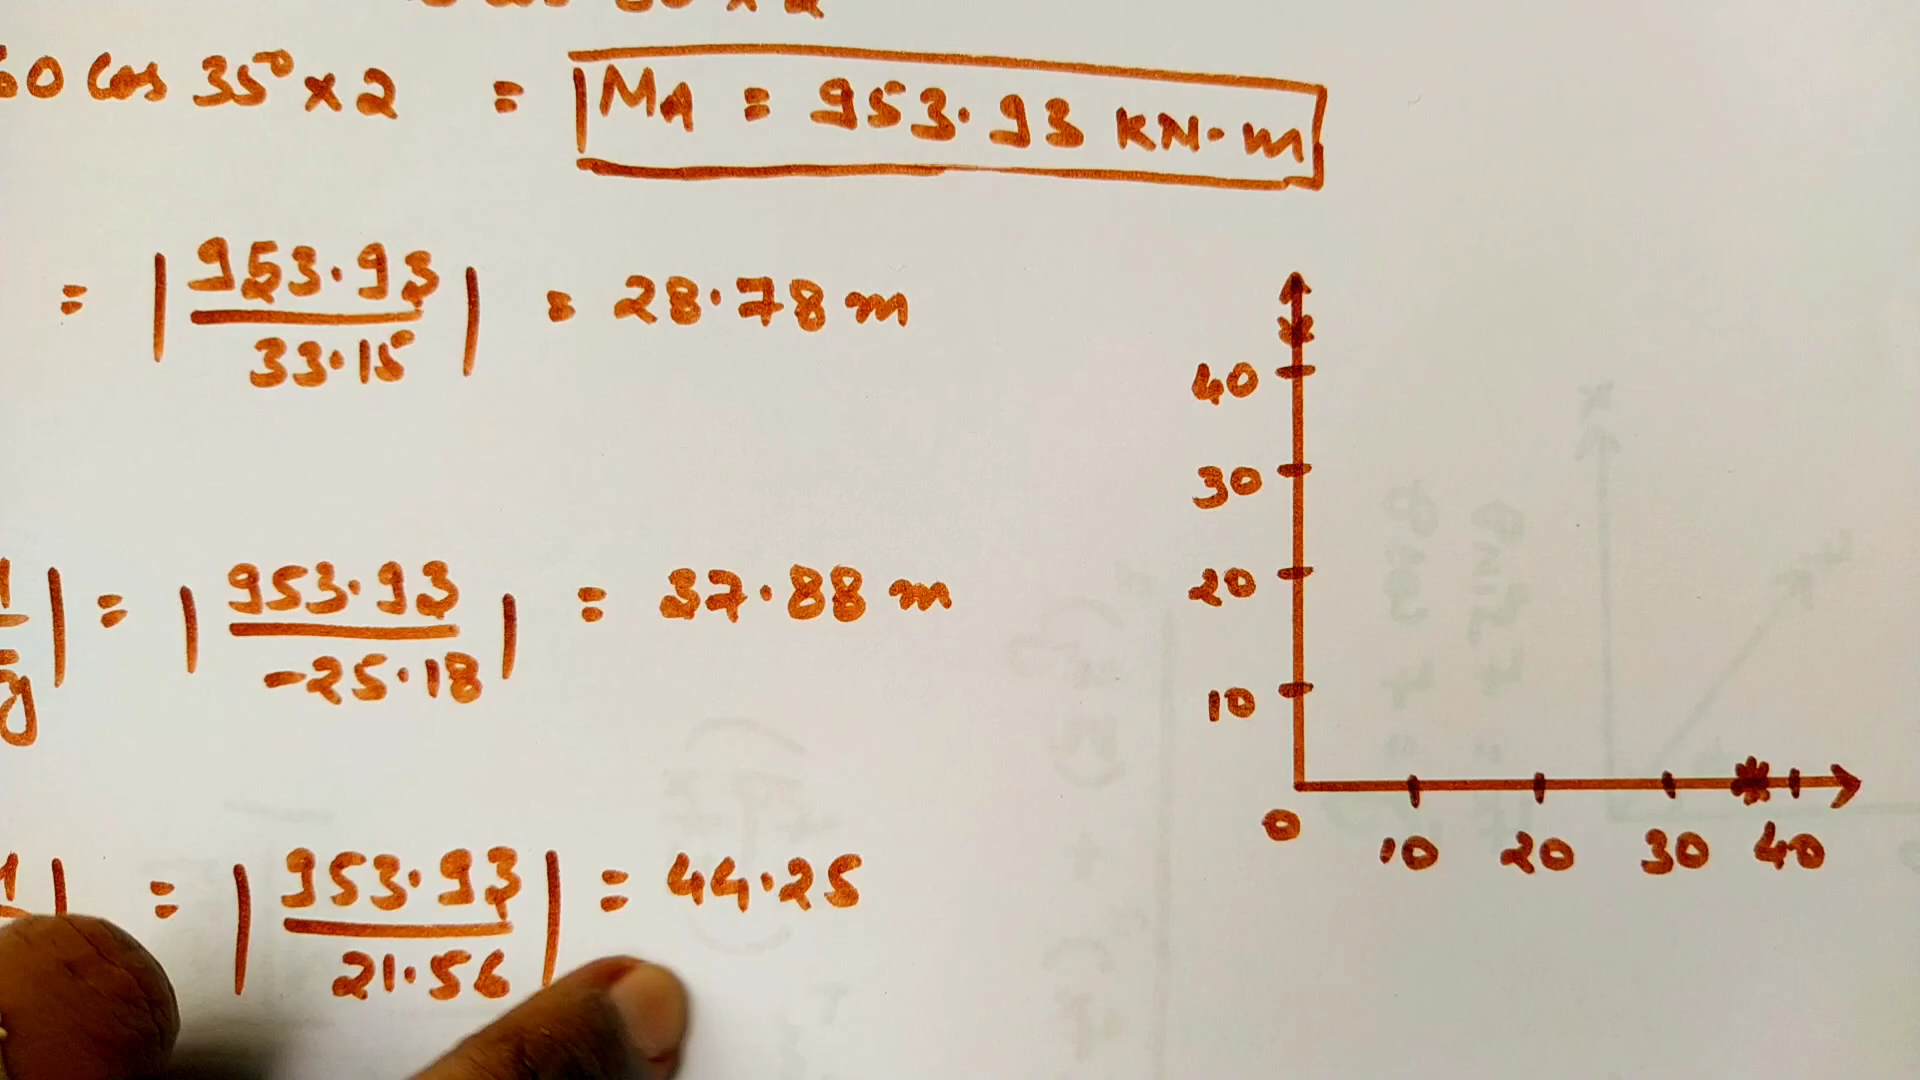 60 cos 35° × 2 = MA = 953.93 KN-m
= |953.93 / 33.15| = 28.78 m
| = |953.93 / -25.18| = 37.88 m
y
| = |953.93 / 21.56| = 44.25
40
30
20
10
0 10 20 30 40